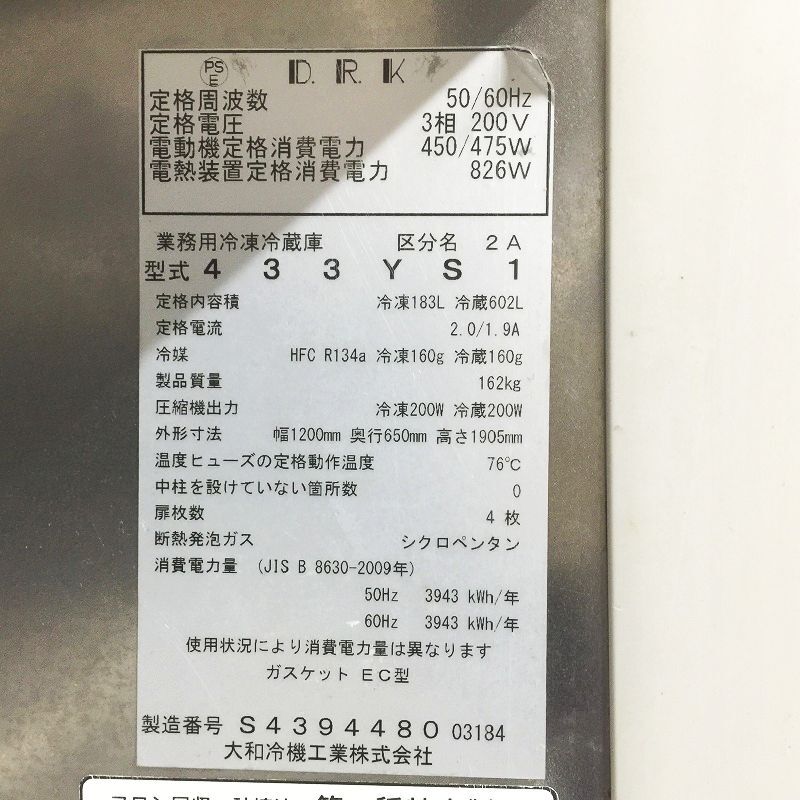 PS E D.R.K
定格周波数 50/60Hz
定格電圧 3相 200V
電動機定格消費電力 450/475W
電熱装置定格消費電力 826W
業務用冷凍冷蔵庫 区分名 2A
型式 433YS1
定格内容積 冷凍183L 冷蔵602L
定格電流 2.0/1.9A
冷媒 HFC R134a 冷凍160g 冷蔵160g
製品質量 162kg
圧縮機出力 冷凍200W 冷蔵200W
外形寸法 幅1200mm 奥行650mm 高さ1905mm
温度ヒューズの定格動作温度 76℃
中柱を設けていない箇所数 0
扉枚数 4 枚
断熱発泡ガス シクロペンタン
消費電力量 (JIS B 8630-2009年)
50Hz 3943 kWh/年
60Hz 3943 kWh/年
使用状況により消費電力量は異なります
ガスケット EC型
製造番号 S4394480 03184
大和冷機工業株式会社